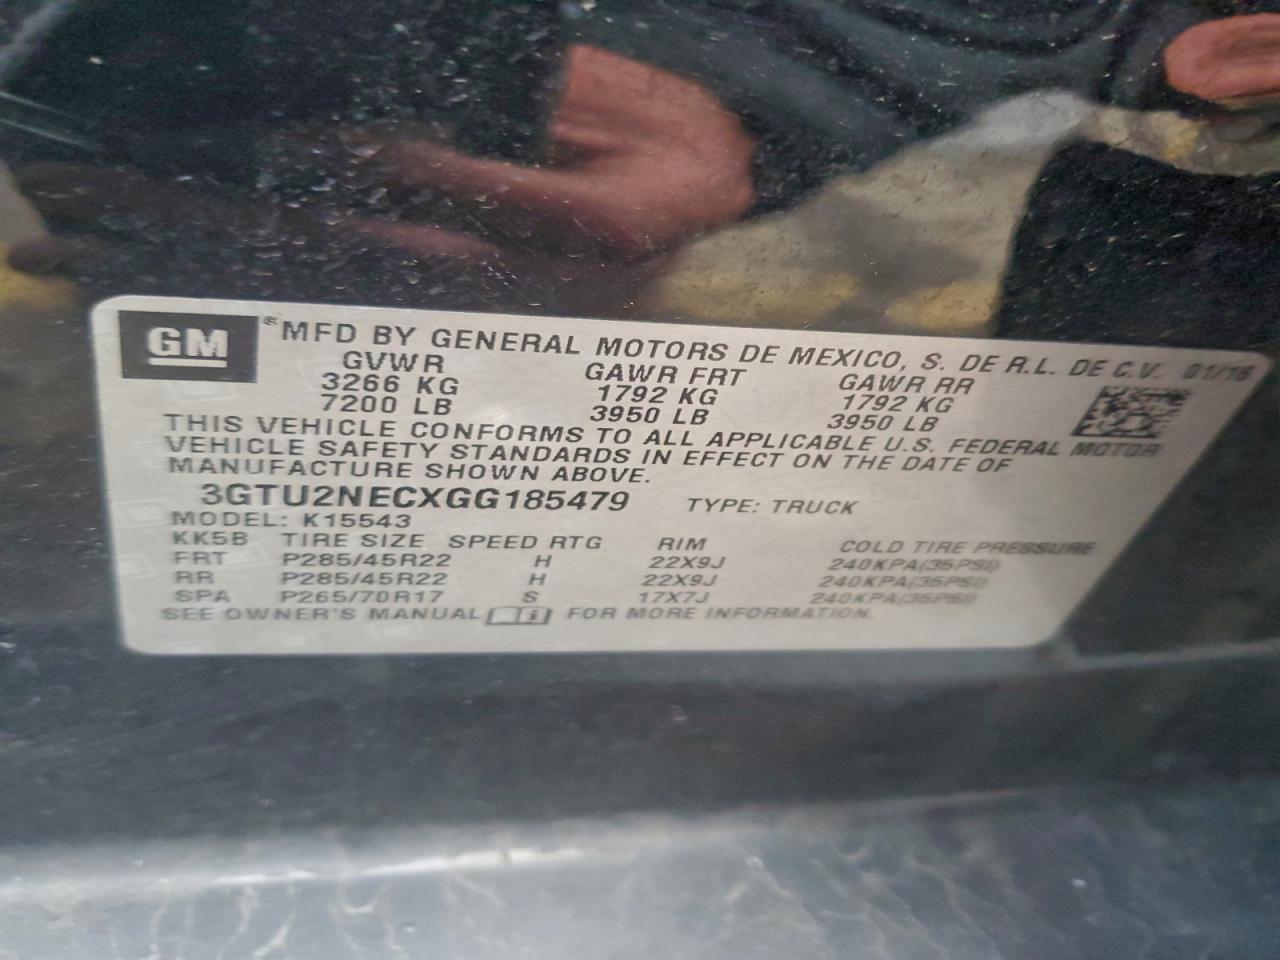 GM ® MFD BY GENERAL MOTORS DE MEXICO, S. DE R.L. DE C.V. 01/16
GVWR GAWR FRT GAWR RR
3266 KG 1792 KG 1792 KG
7200 LB 3950 LB 3950 LB
THIS VEHICLE CONFORMS TO ALL APPLICABLE U.S. FEDERAL MOTOR
VEHICLE SAFETY STANDARDS IN EFFECT ON THE DATE OF
MANUFACTURE SHOWN ABOVE.
3GTU2NECXGG185479 TYPE: TRUCK
MODEL: K15543
KK5B TIRE SIZE SPEED RTG RIM COLD TIRE PRESSURE
FRT P285/45R22 H 22X9J 240KPA(35PSI)
RR P285/45R22 H 22X9J 240KPA(35PSI)
SPA P265/70R17 S 17X7J 240KPA(35PSI)
SEE OWNER'S MANUAL i FOR MORE INFORMATION.